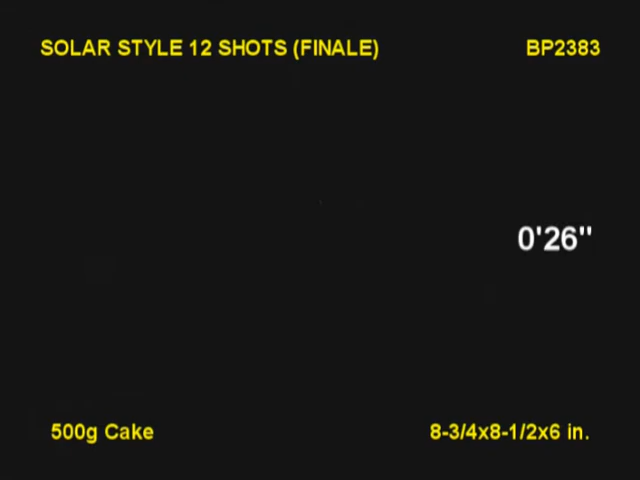 SOLAR STYLE 12 SHOTS (FINALE) BP2383
0'26"
500g Cake 8-3/4x8-1/2x6 in.